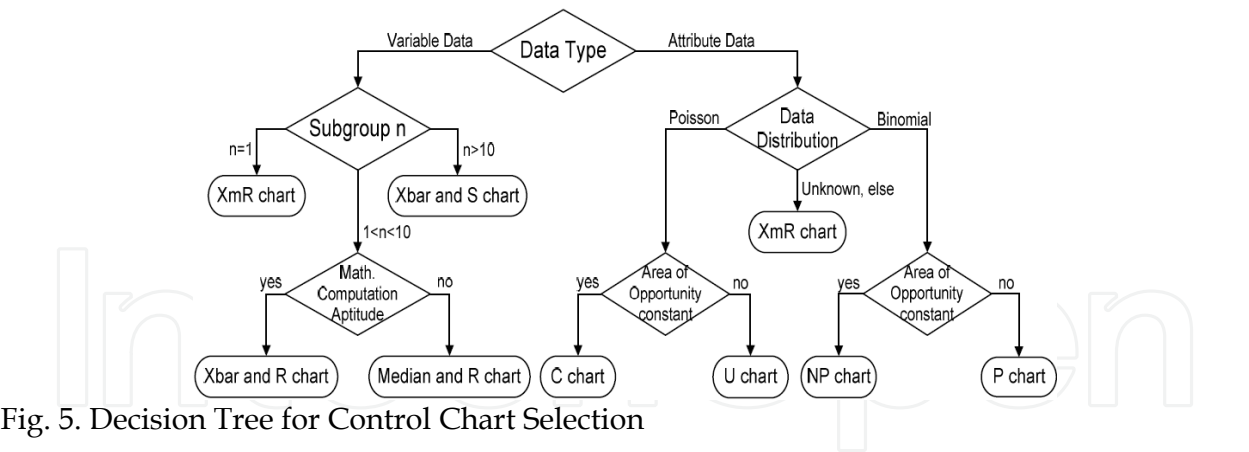 Data Type
Variable Data
Attribute Data
Subgroup n
n=1
n>10
XmR chart
Xbar and S chart
1<n<10
Math.
Computation
Aptitude
yes
no
Xbar and R chart
Median and R chart
Data
Distribution
Poisson
Binomial
Unknown, else
XmR chart
Area of
Opportunity
constant
yes
no
C chart
U chart
Area of
Opportunity
constant
yes
no
NP chart
P chart
Fig. 5. Decision Tree for Control Chart Selection